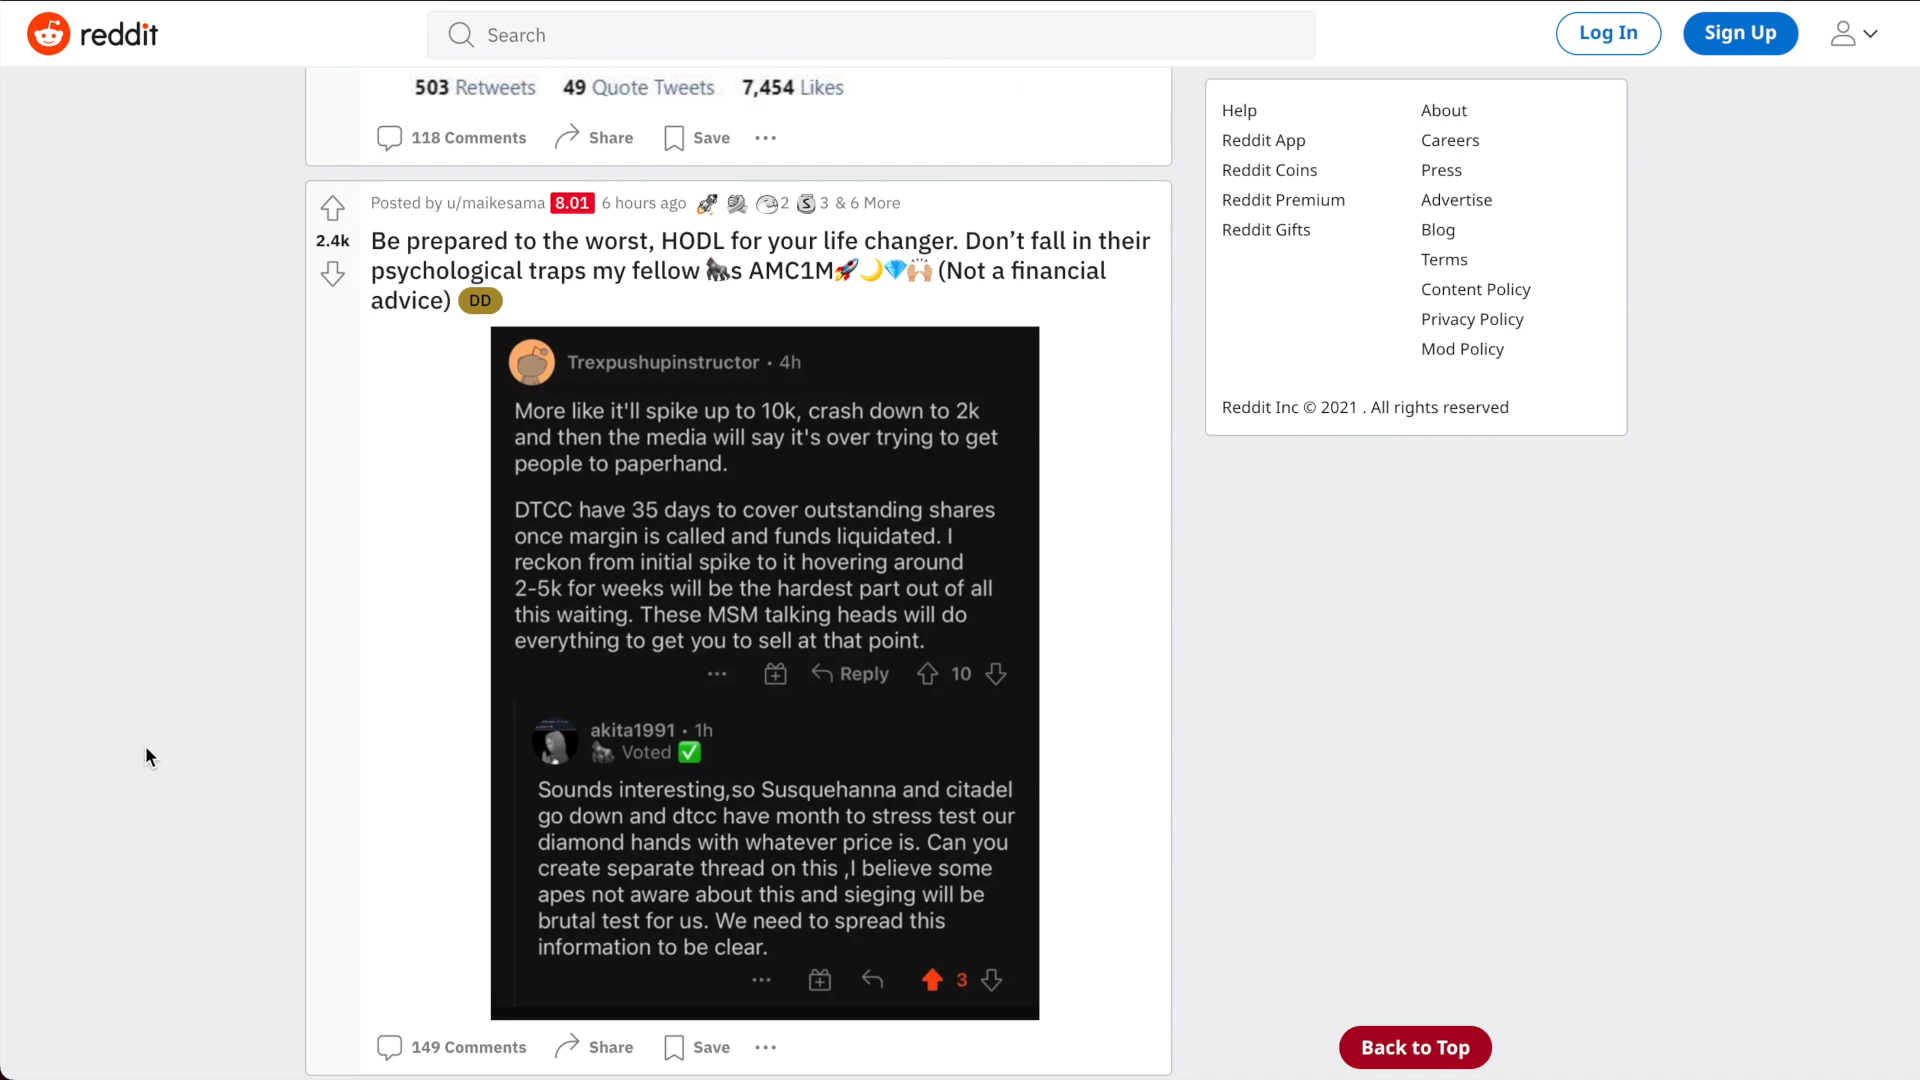 reddit
Search
Log In
Sign Up
503 Retweets 49 Quote Tweets 7,454 Likes
118 Comments Share Save
Posted by u/maikesama 8.01 6 hours ago 2 3 & 6 More
2.4k
Be prepared to the worst, HODL for your life changer. Don’t fall in their
psychological traps my fellow 🦍s AMC1M🚀🌙💎🙌🏼 (Not a financial
advice) DD
Trexpushupinstructor · 4h
More like it'll spike up to 10k, crash down to 2k
and then the media will say it's over trying to get
people to paperhand.
DTCC have 35 days to cover outstanding shares
once margin is called and funds liquidated. I
reckon from initial spike to it hovering around
2-5k for weeks will be the hardest part out of all
this waiting. These MSM talking heads will do
everything to get you to sell at that point.
Reply 10
akita1991 · 1h
🦍 Voted ✅
Sounds interesting,so Susquehanna and citadel
go down and dtcc have month to stress test our
diamond hands with whatever price is. Can you
create separate thread on this ,I believe some
apes not aware about this and sieging will be
brutal test for us. We need to spread this
information to be clear.
3
149 Comments Share Save
Help
Reddit App
Reddit Coins
Reddit Premium
Reddit Gifts
About
Careers
Press
Advertise
Blog
Terms
Content Policy
Privacy Policy
Mod Policy
Reddit Inc © 2021 . All rights reserved
Back to Top